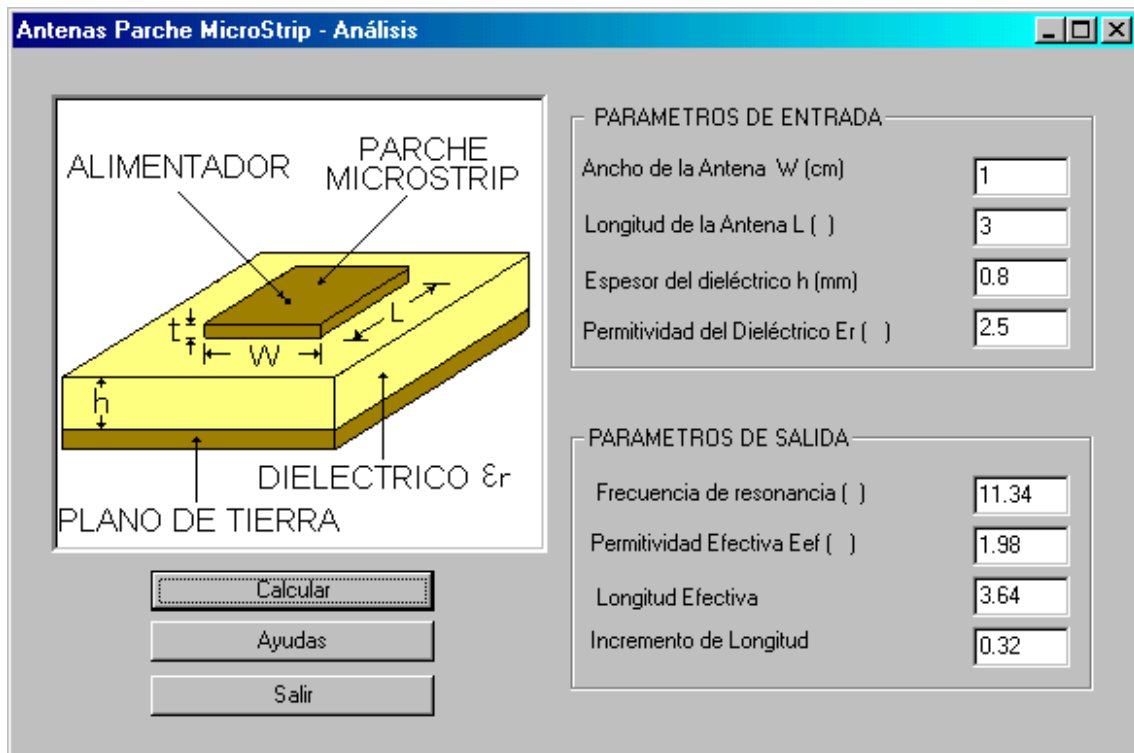 Antenas Parche MicroStrip - Análisis
ALIMENTADOR
PARCHE
MICROSTRIP
t
W
L
h
DIELECTRICO Ɛr
PLANO DE TIERRA
Calcular
Ayudas
Salir
PARAMETROS DE ENTRADA
Ancho de la Antena W (cm) 1
Longitud de la Antena L ( ) 3
Espesor del dieléctrico h (mm) 0.8
Permitividad del Dieléctrico Er ( ) 2.5
PARAMETROS DE SALIDA
Frecuencia de resonancia ( ) 11.34
Permitividad Efectiva Eef ( ) 1.98
Longitud Efectiva 3.64
Incremento de Longitud 0.32